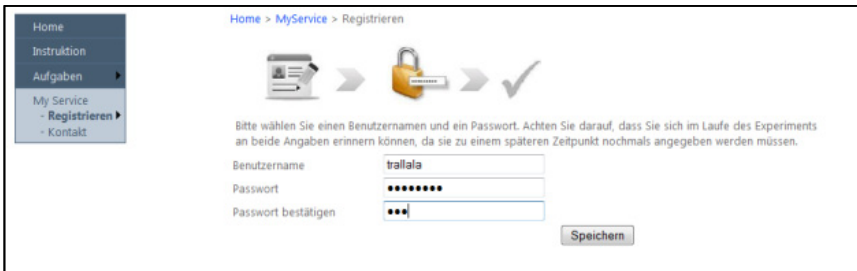 Home
Instruktion
Aufgaben
My Service
- Registrieren
- Kontakt
Home > MyService > Registrieren
Bitte wählen Sie einen Benutzernamen und ein Passwort. Achten Sie darauf, dass Sie sich im Laufe des Experiments
an beide Angaben erinnern können, da sie zu einem späteren Zeitpunkt nochmals angegeben werden müssen.
Benutzername trallala
Passwort ••••••••
Passwort bestätigen •••
Speichern